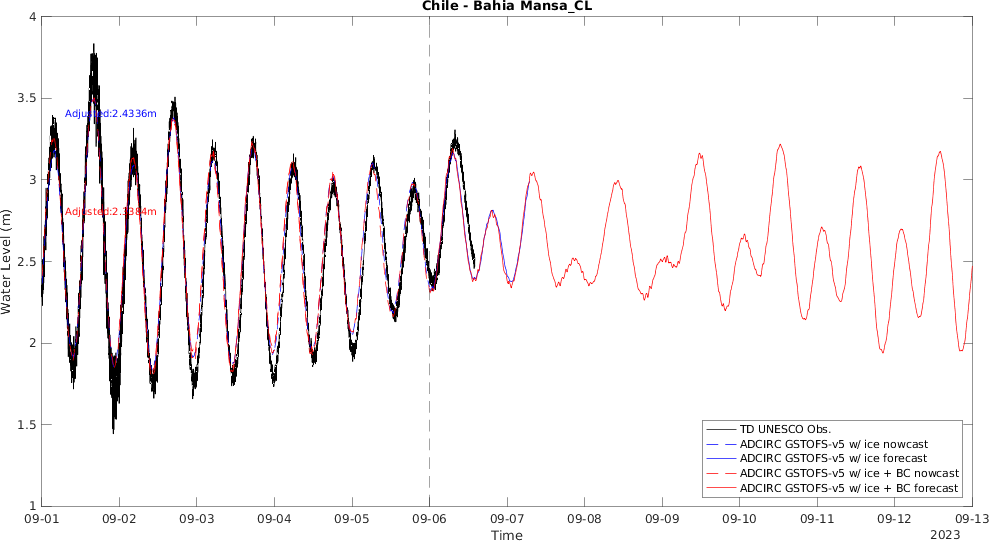 Chile - Bahia Mansa_CL
4
3.5
3
2.5
2
1.5
1
Water Level (m)
Adjusted:2.4336m
Adjusted:2.1384m
TD UNESCO Obs.
ADCIRC GSTOFS-v5 w/ ice nowcast
ADCIRC GSTOFS-v5 w/ ice forecast
ADCIRC GSTOFS-v5 w/ ice + BC nowcast
ADCIRC GSTOFS-v5 w/ ice + BC forecast
09-01 09-02 09-03 09-04 09-05 09-06 09-07 09-08 09-09 09-10 09-11 09-12 09-13
Time
2023